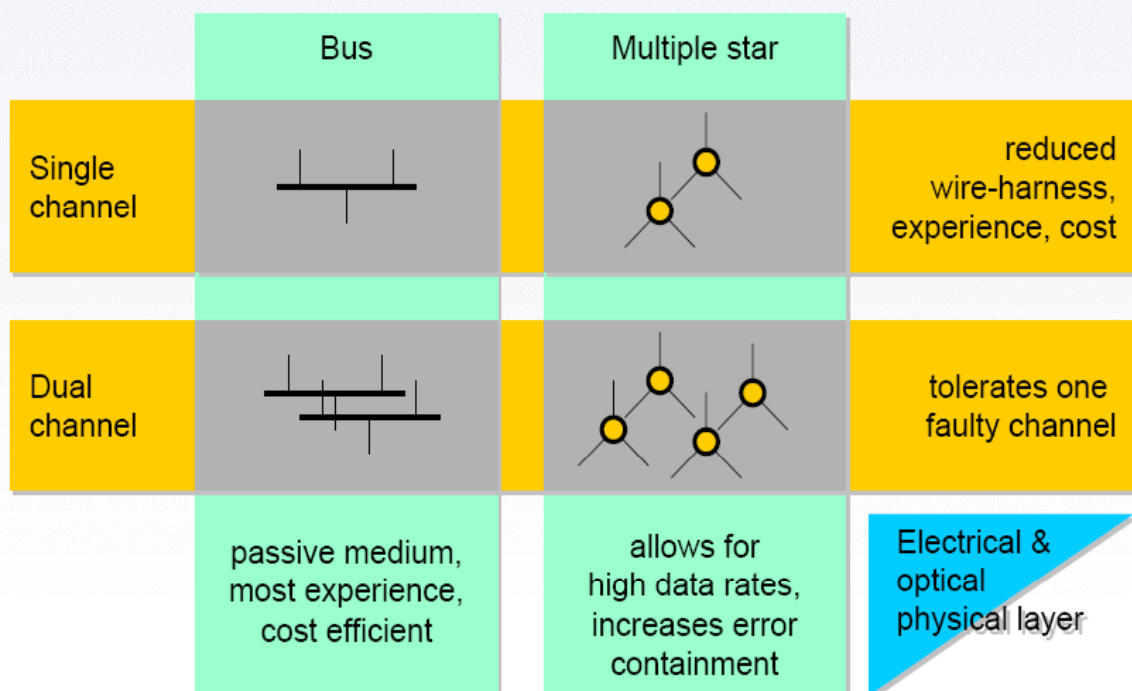 Bus
Multiple star
Single
channel
reduced
wire-harness,
experience, cost
Dual
channel
tolerates one
faulty channel
passive medium,
most experience,
cost efficient
allows for
high data rates,
increases error
containment
Electrical &
optical
physical layer